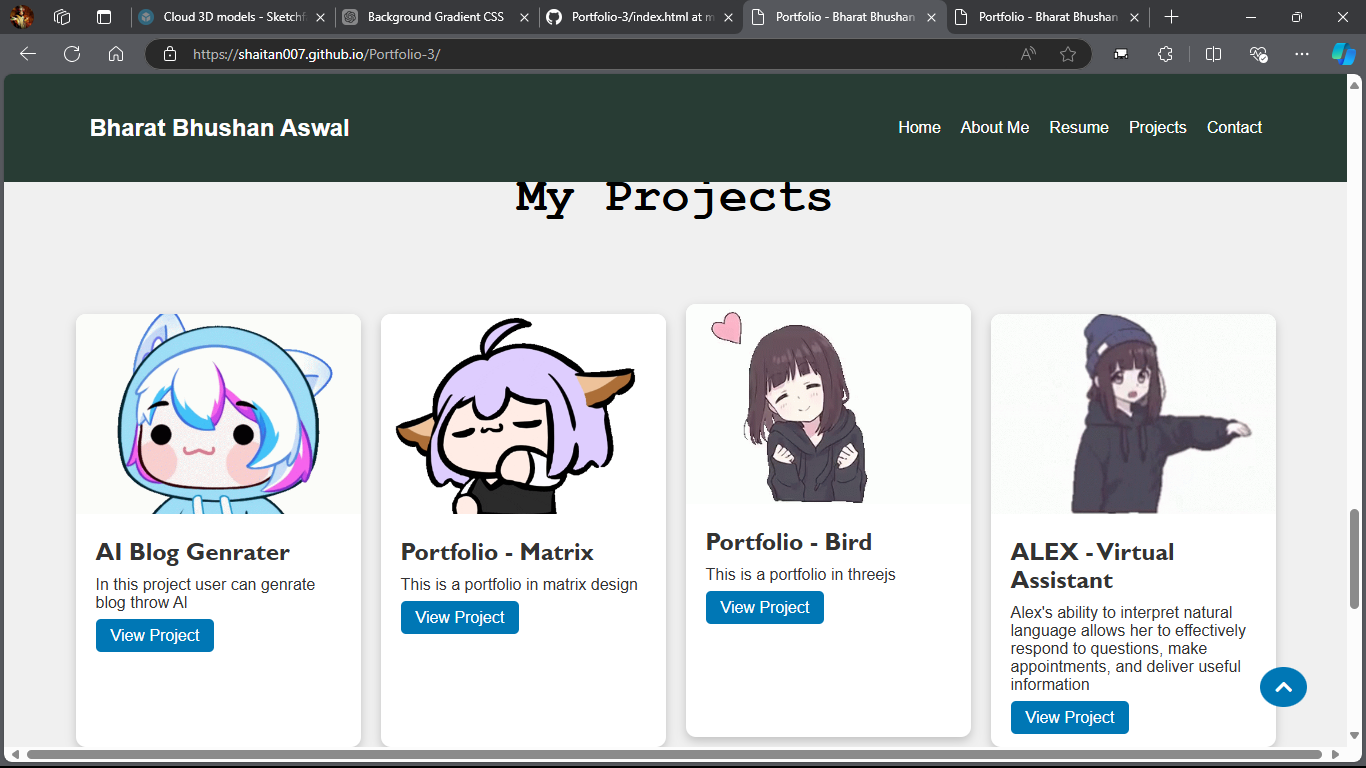 Cloud 3D models - Sketchf
Background Gradient CSS
Portfolio-3/index.html at m
Portfolio - Bharat Bhushan
Portfolio - Bharat Bhushan
https://shaitan007.github.io/Portfolio-3/
Bharat Bhushan Aswal
Home About Me Resume Projects Contact
My Projects
AI Blog Genrater
In this project user can genrate
blog throw AI
View Project
Portfolio - Matrix
This is a portfolio in matrix design
View Project
Portfolio - Bird
This is a portfolio in threejs
View Project
ALEX - Virtual
Assistant
Alex's ability to interpret natural
language allows her to effectively
respond to questions, make
appointments, and deliver useful
information
View Project